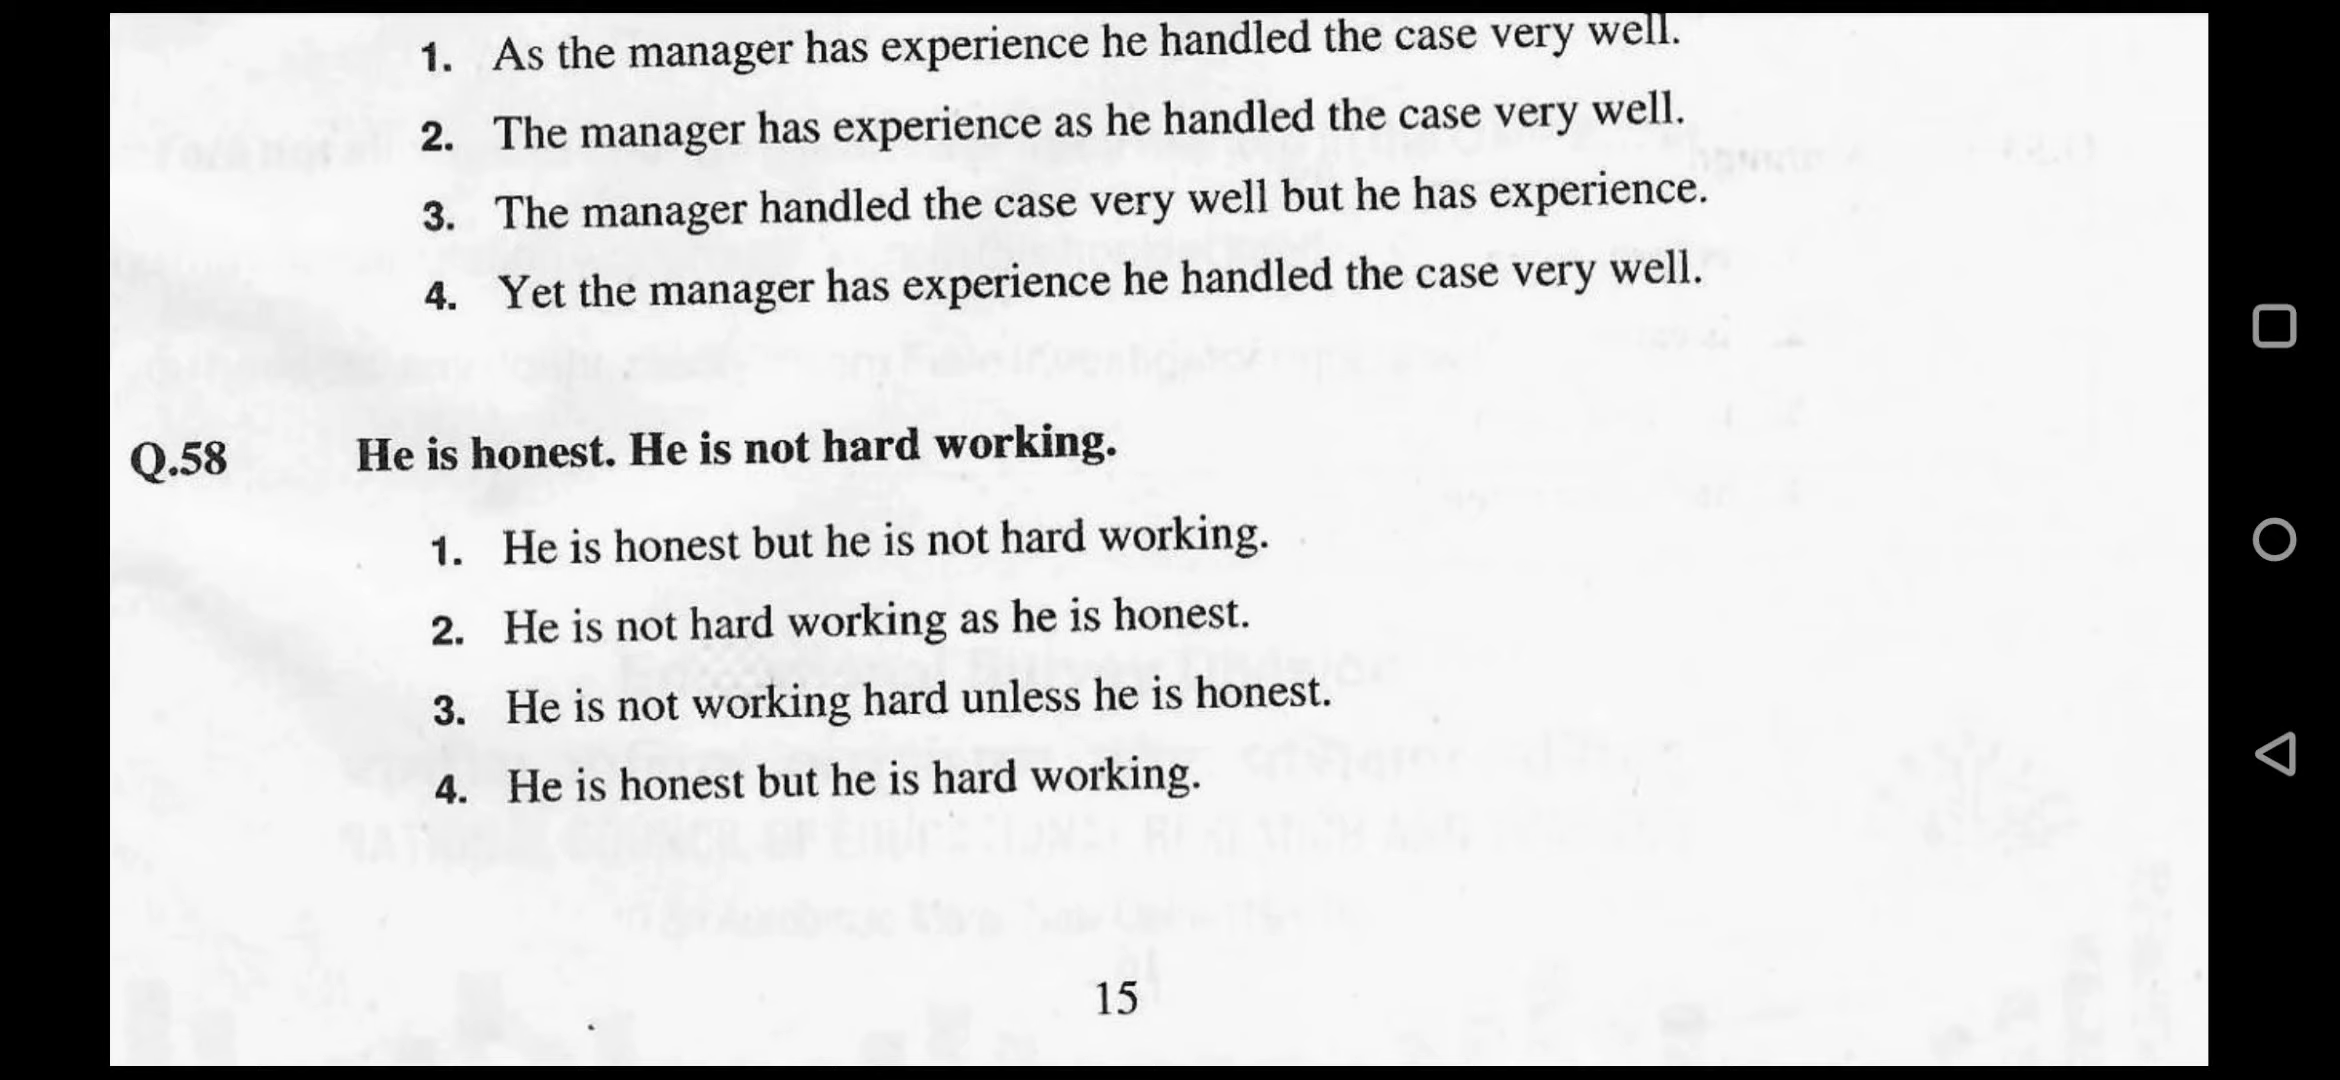 1. As the manager has experience he handled the case very well.
2. The manager has experience as he handled the case very well.
3. The manager handled the case very well but he has experience.
4. Yet the manager has experience he handled the case very well.
Q.58 He is honest. He is not hard working.
1. He is honest but he is not hard working.
2. He is not hard working as he is honest.
3. He is not working hard unless he is honest.
4. He is honest but he is hard working.
15